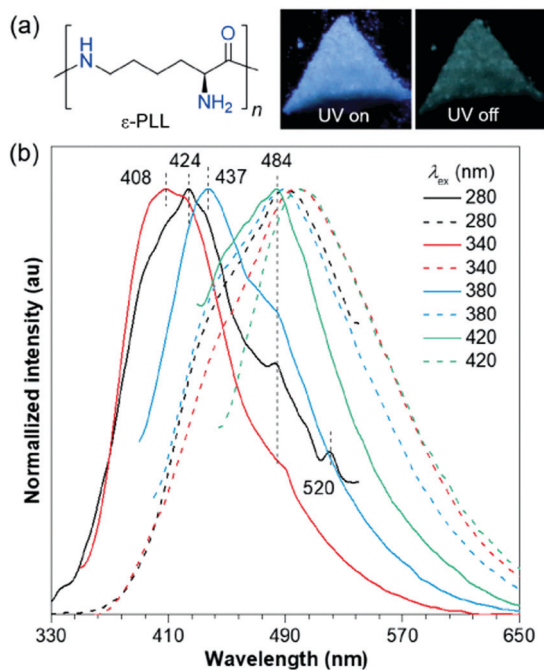 (a)
H
N
O
NH2
n
ε-PLL
UV on
UV off
(b)
408
424
437
484
λex (nm)
280
280
340
340
380
380
420
420
520
Normallized intensity (au)
330
410
490
570
650
Wavelength (nm)